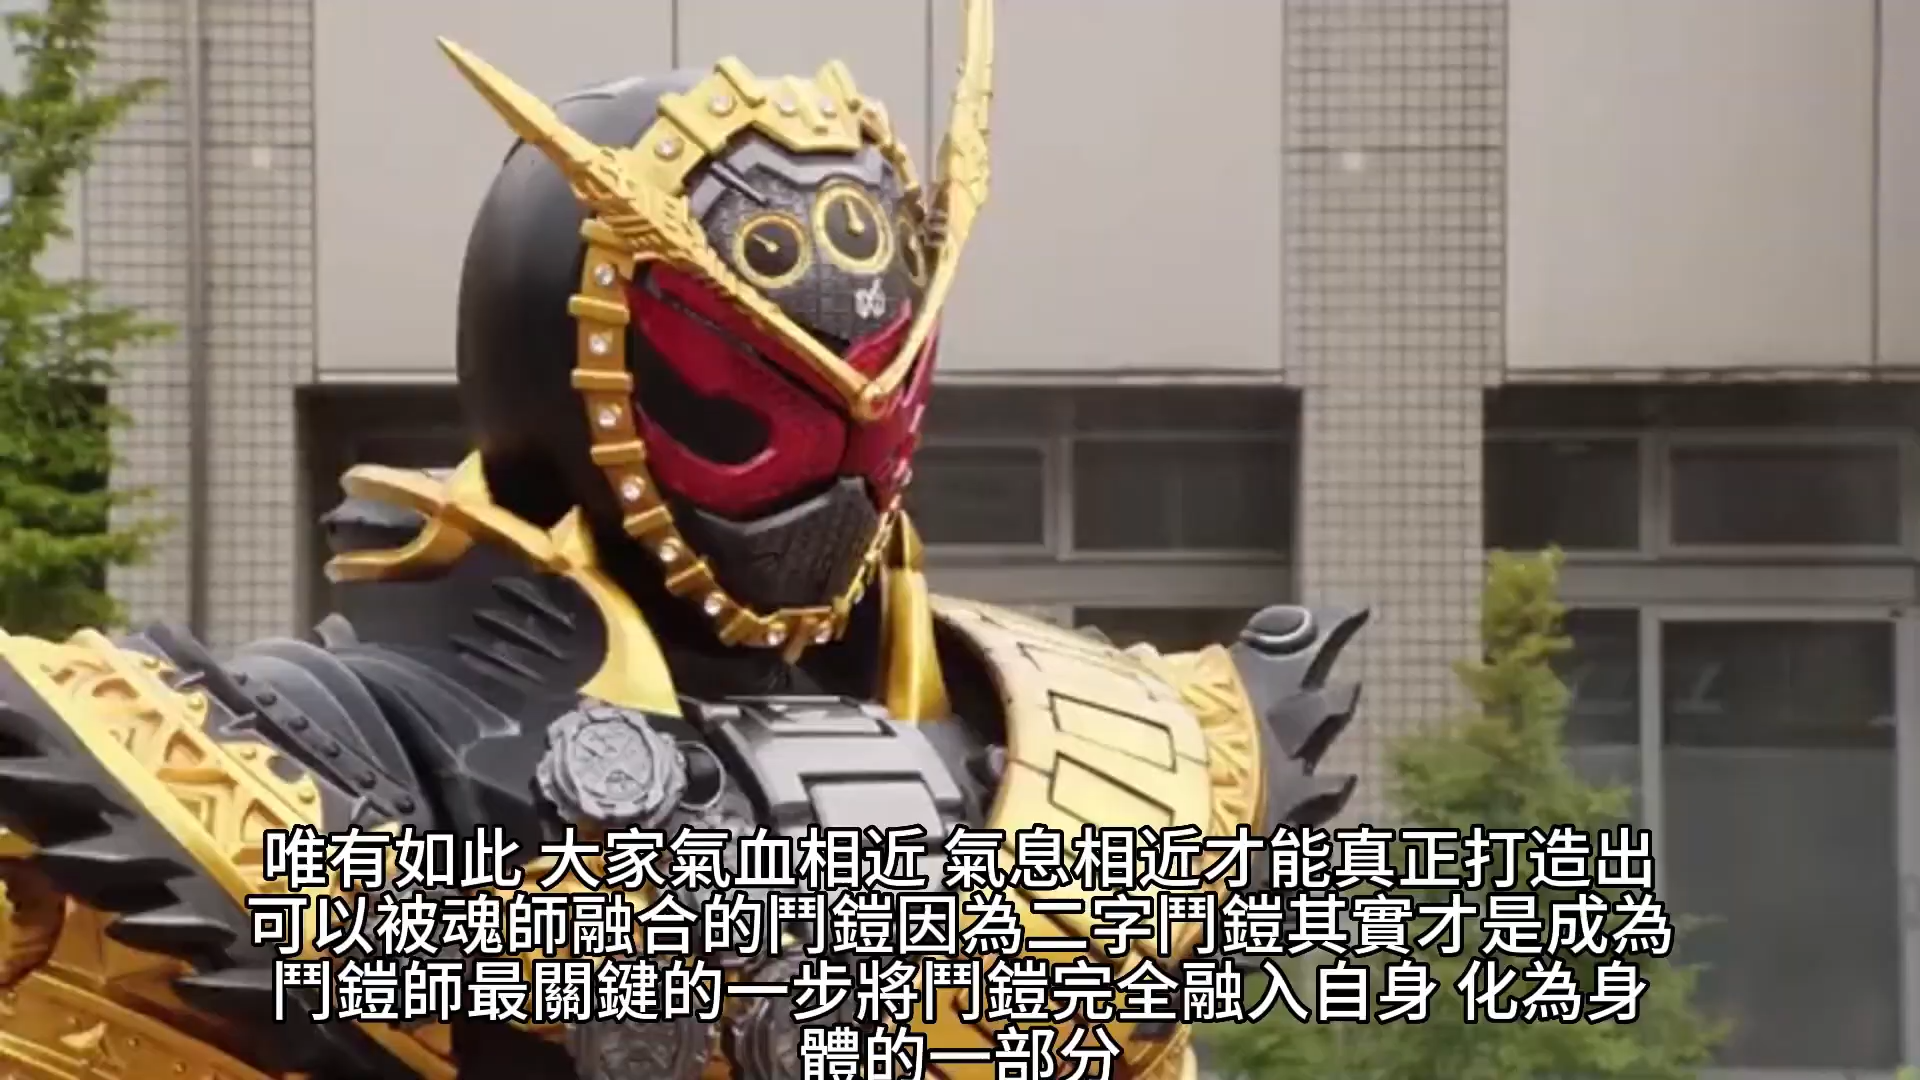 唯有如此 大家氣血相近 氣息相近才能真正打造出
可以被魂師融合的鬥鎧因為二字鬥鎧其實才是成為
鬥鎧師最關鍵的一步將鬥鎧完全融入自身 化為身
體的一部分